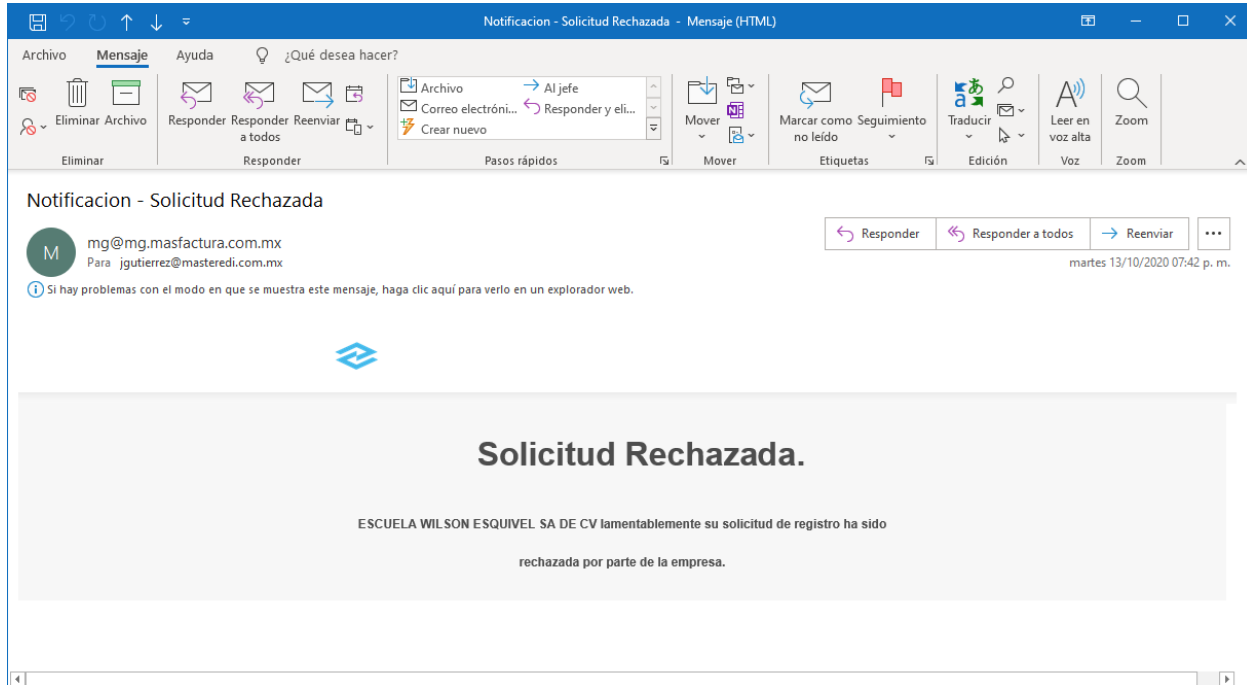 Notificacion - Solicitud Rechazada - Mensaje (HTML)
Archivo Mensaje Ayuda ¿Qué desea hacer?
Eliminar Archivo
Responder Responder a todos Reenviar
Archivo Al jefe
Correo electróni... Responder y eli...
Crear nuevo
Mover
Marcar como no leído Seguimiento
Traducir
Leer en voz alta
Zoom
Eliminar Responder Pasos rápidos Mover Etiquetas Edición Voz Zoom
Notificacion - Solicitud Rechazada
M
mg@mg.masfactura.com.mx
Para jgutierrez@masteredi.com.mx
Responder Responder a todos Reenviar
martes 13/10/2020 07:42 p. m.
Si hay problemas con el modo en que se muestra este mensaje, haga clic aquí para verlo en un explorador web.
Solicitud Rechazada.
ESCUELA WILSON ESQUIVEL SA DE CV lamentablemente su solicitud de registro ha sido
rechazada por parte de la empresa.